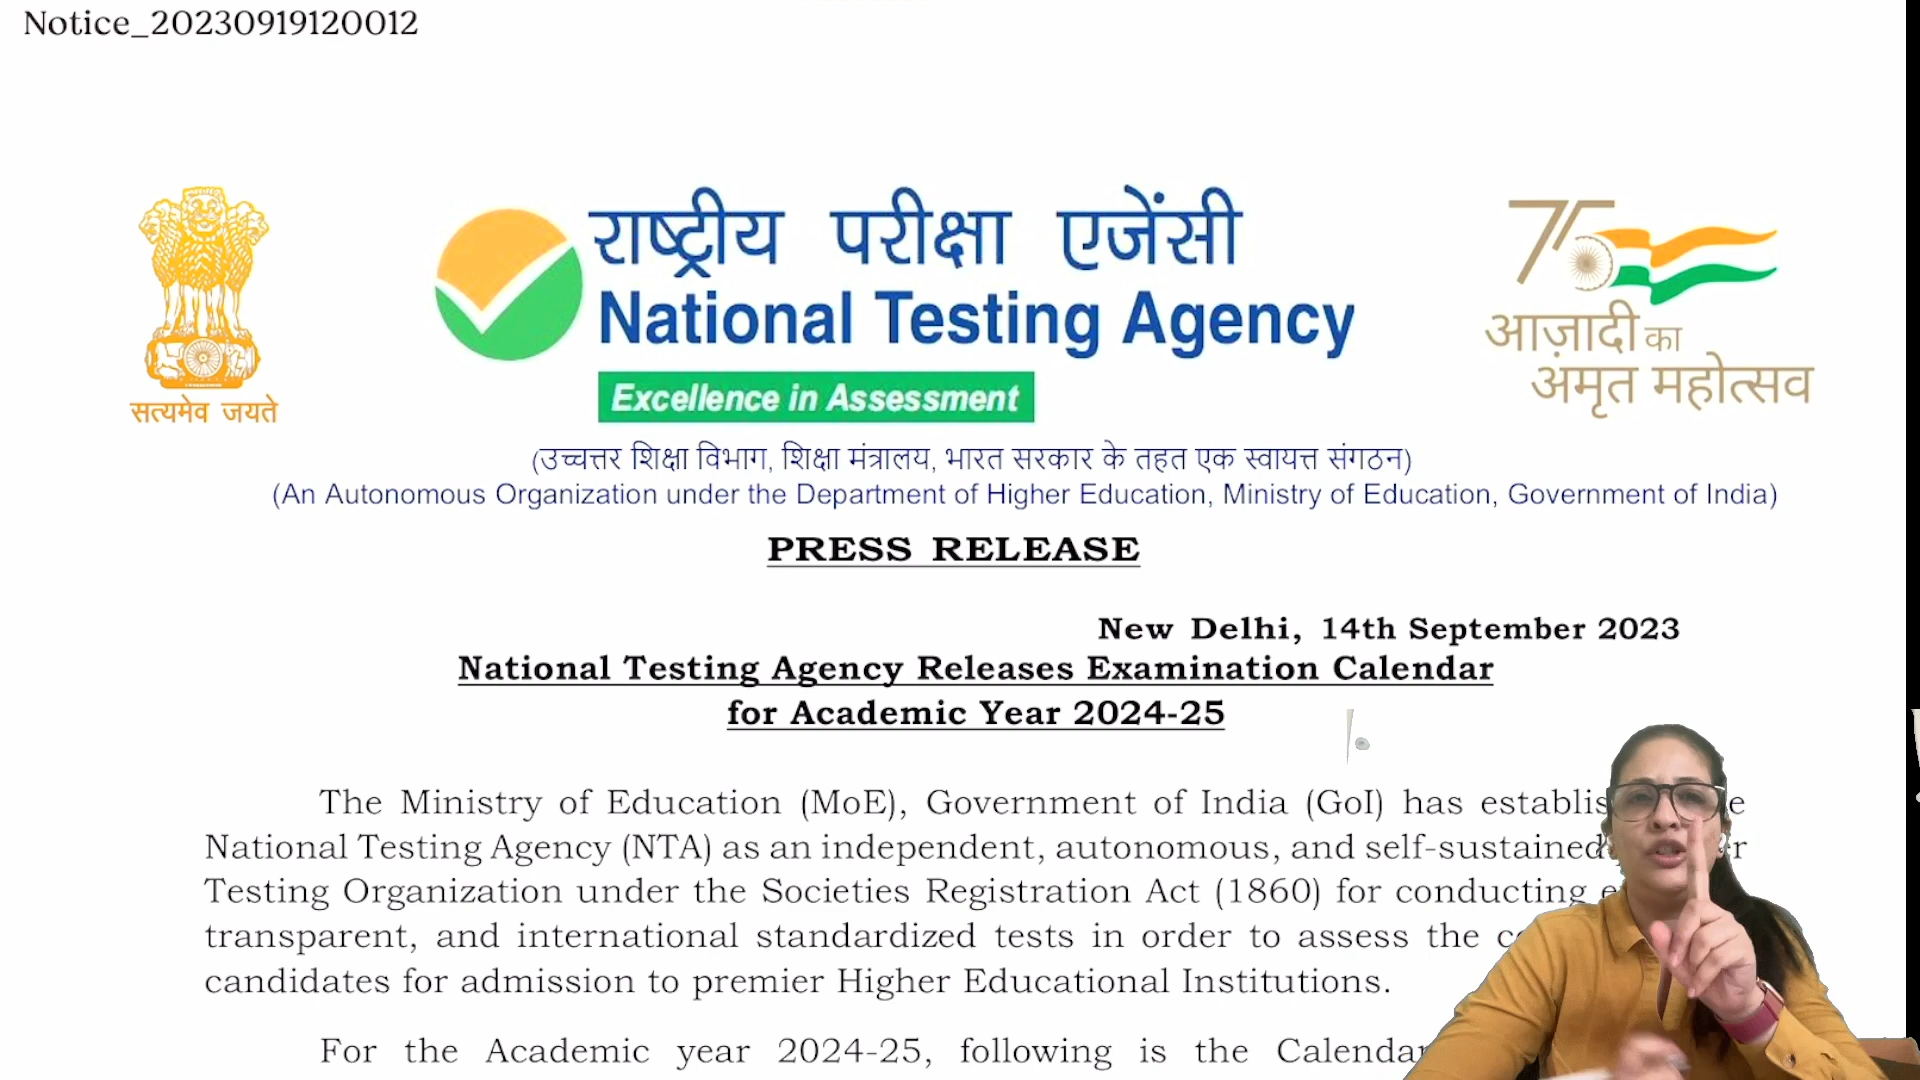 Notice_20230919120012
राष्ट्रीय परीक्षा एजेंसी
National Testing Agency
Excellence in Assessment
सत्यमेव जयते
75
आज़ादी का
अमृत महोत्सव
(उच्चत्तर शिक्षा विभाग, शिक्षा मंत्रालय, भारत सरकार के तहत एक स्वायत्त संगठन)
(An Autonomous Organization under the Department of Higher Education, Ministry of Education, Government of India)
PRESS RELEASE
New Delhi, 14th September 2023
National Testing Agency Releases Examination Calendar
for Academic Year 2024-25
The Ministry of Education (MoE), Government of India (GoI) has
National Testing Agency (NTA) as an independent, autonomous, and self-sustained
Testing Organization under the Societies Registration Act (1860) for conducting
transparent, and international standardized tests in order to assess the
candidates for admission to premier Higher Educational Institutions.
For the Academic year 2024-25, following is the Calendar